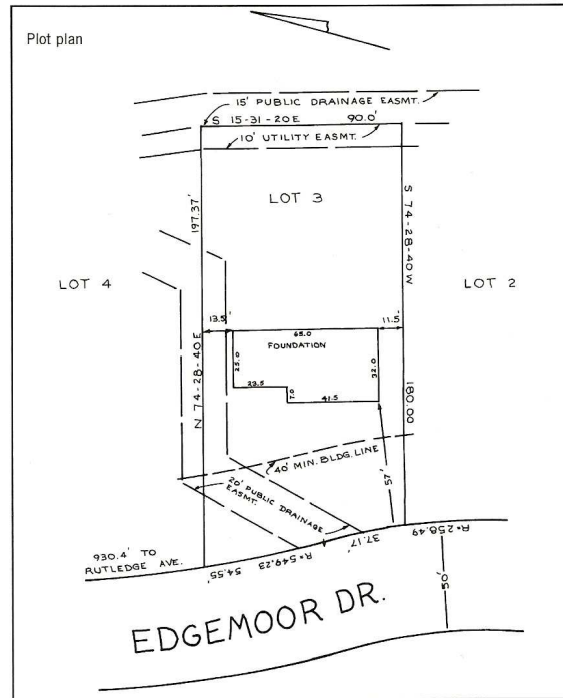 Plot plan
15' PUBLIC DRAINAGE EASMT.
S 15-31-20E 90.0'
10' UTILITY EASMT.
LOT 3
197.37'
S 74-28-40W
LOT 4
LOT 2
13.5'
11.5'
65.0
FOUNDATION
25.0
32.0
23.5
7.0
41.5
N 74-28-40E
180.00
40' MIN. BLDG. LINE
57'
20' PUBLIC DRAINAGE
EASMT.
930.4' TO
RUTLEDGE AVE.
54.55'
R=549.23
37.17'
R=258.49
50'
EDGEMOOR DR.